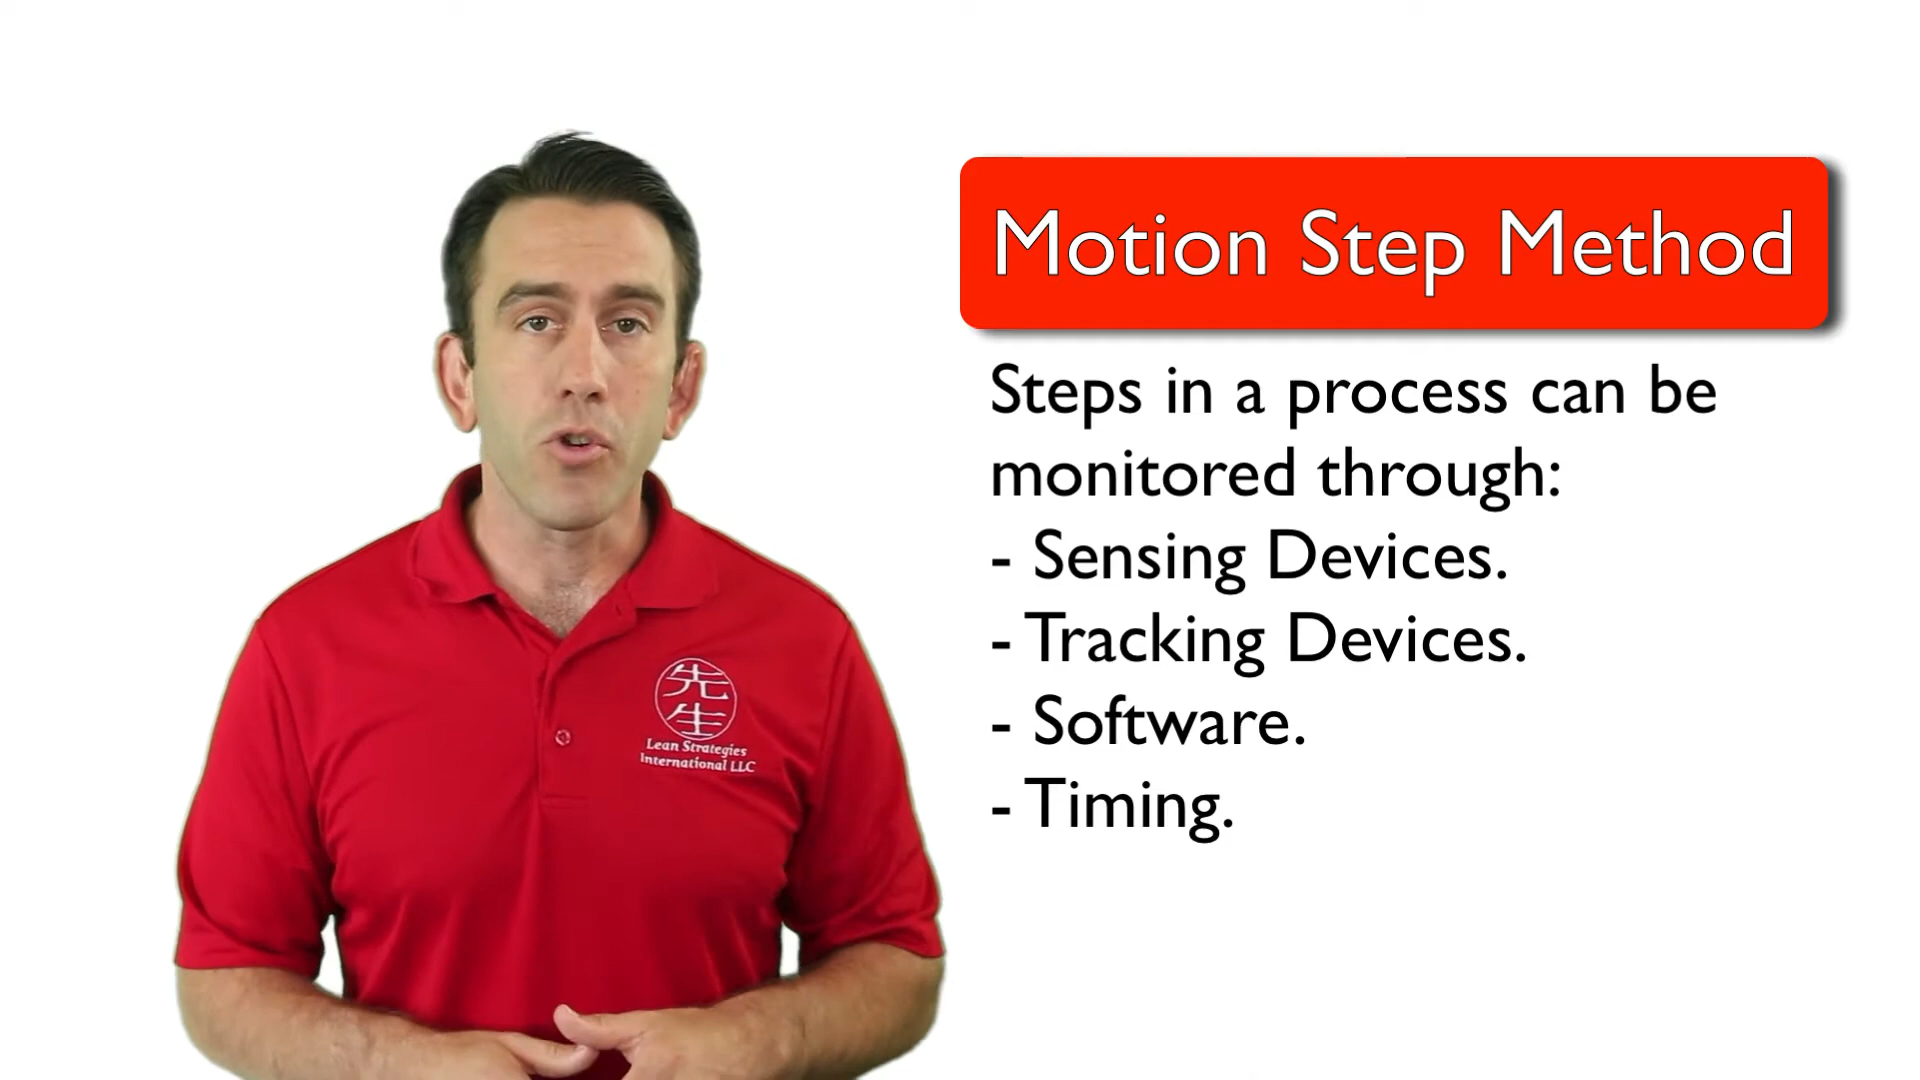 Motion Step Method
Steps in a process can be
monitored through:
- Sensing Devices.
- Tracking Devices.
- Software.
- Timing.
先
生
Lean Strategies
International LLC